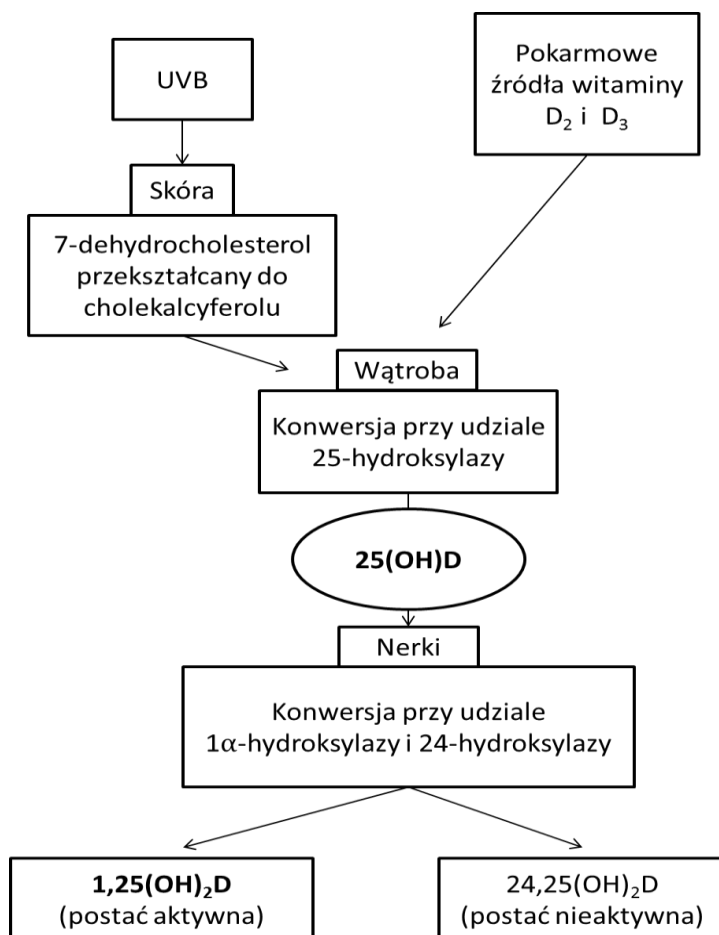 UVB
Pokarmowe
źródła witaminy
D₂ i D₃
Skóra
7-dehydrocholesterol
przekształcany do
cholekalcyferolu
Wątroba
Konwersja przy udziale
25-hydroksylazy
25(OH)D
Nerki
Konwersja przy udziale
1α-hydroksylazy i 24-hydroksylazy
1,25(OH)₂D
(postać aktywna)
24,25(OH)₂D
(postać nieaktywna)